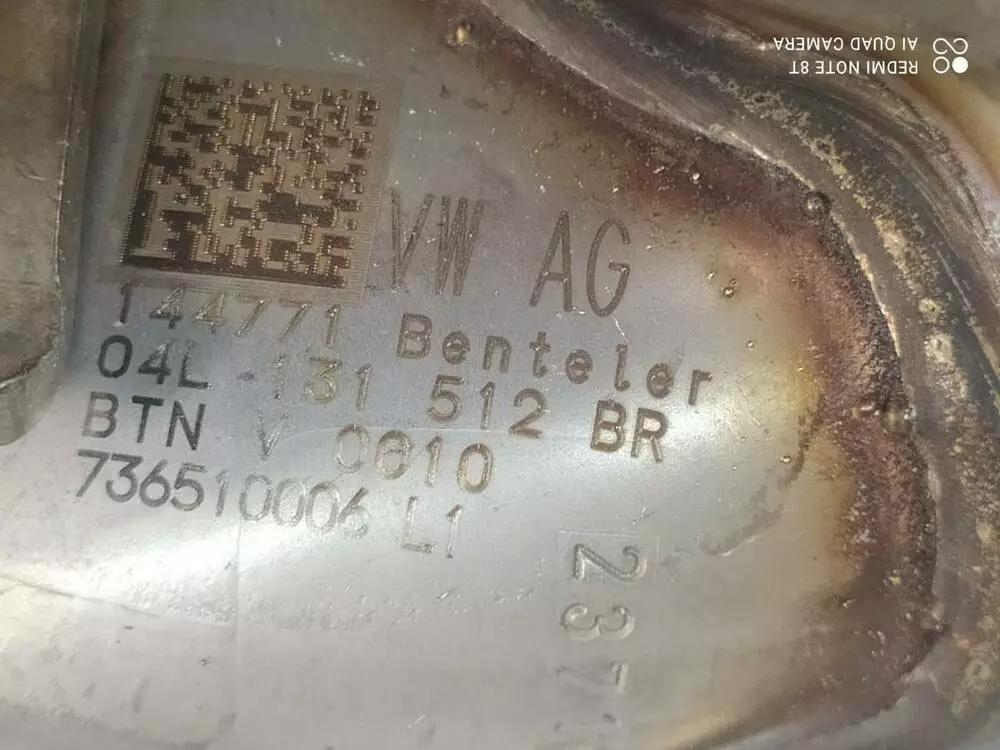 REDMI NOTE 8T
AI QUAD CAMERA
VW AG
144771 Benteler
04L 131 512 BR
BTN V 0010
736510006 L1
237